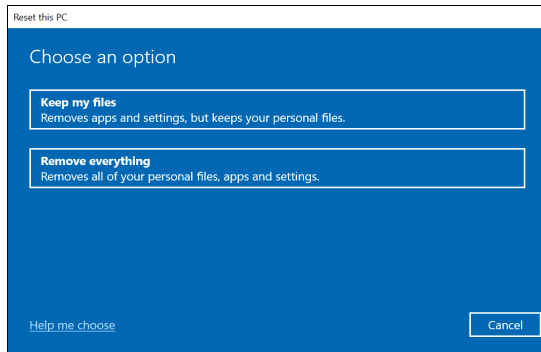 Reset this PC
Choose an option
Keep my files
Removes apps and settings, but keeps your personal files.
Remove everything
Removes all of your personal files, apps and settings.
Help me choose
Cancel